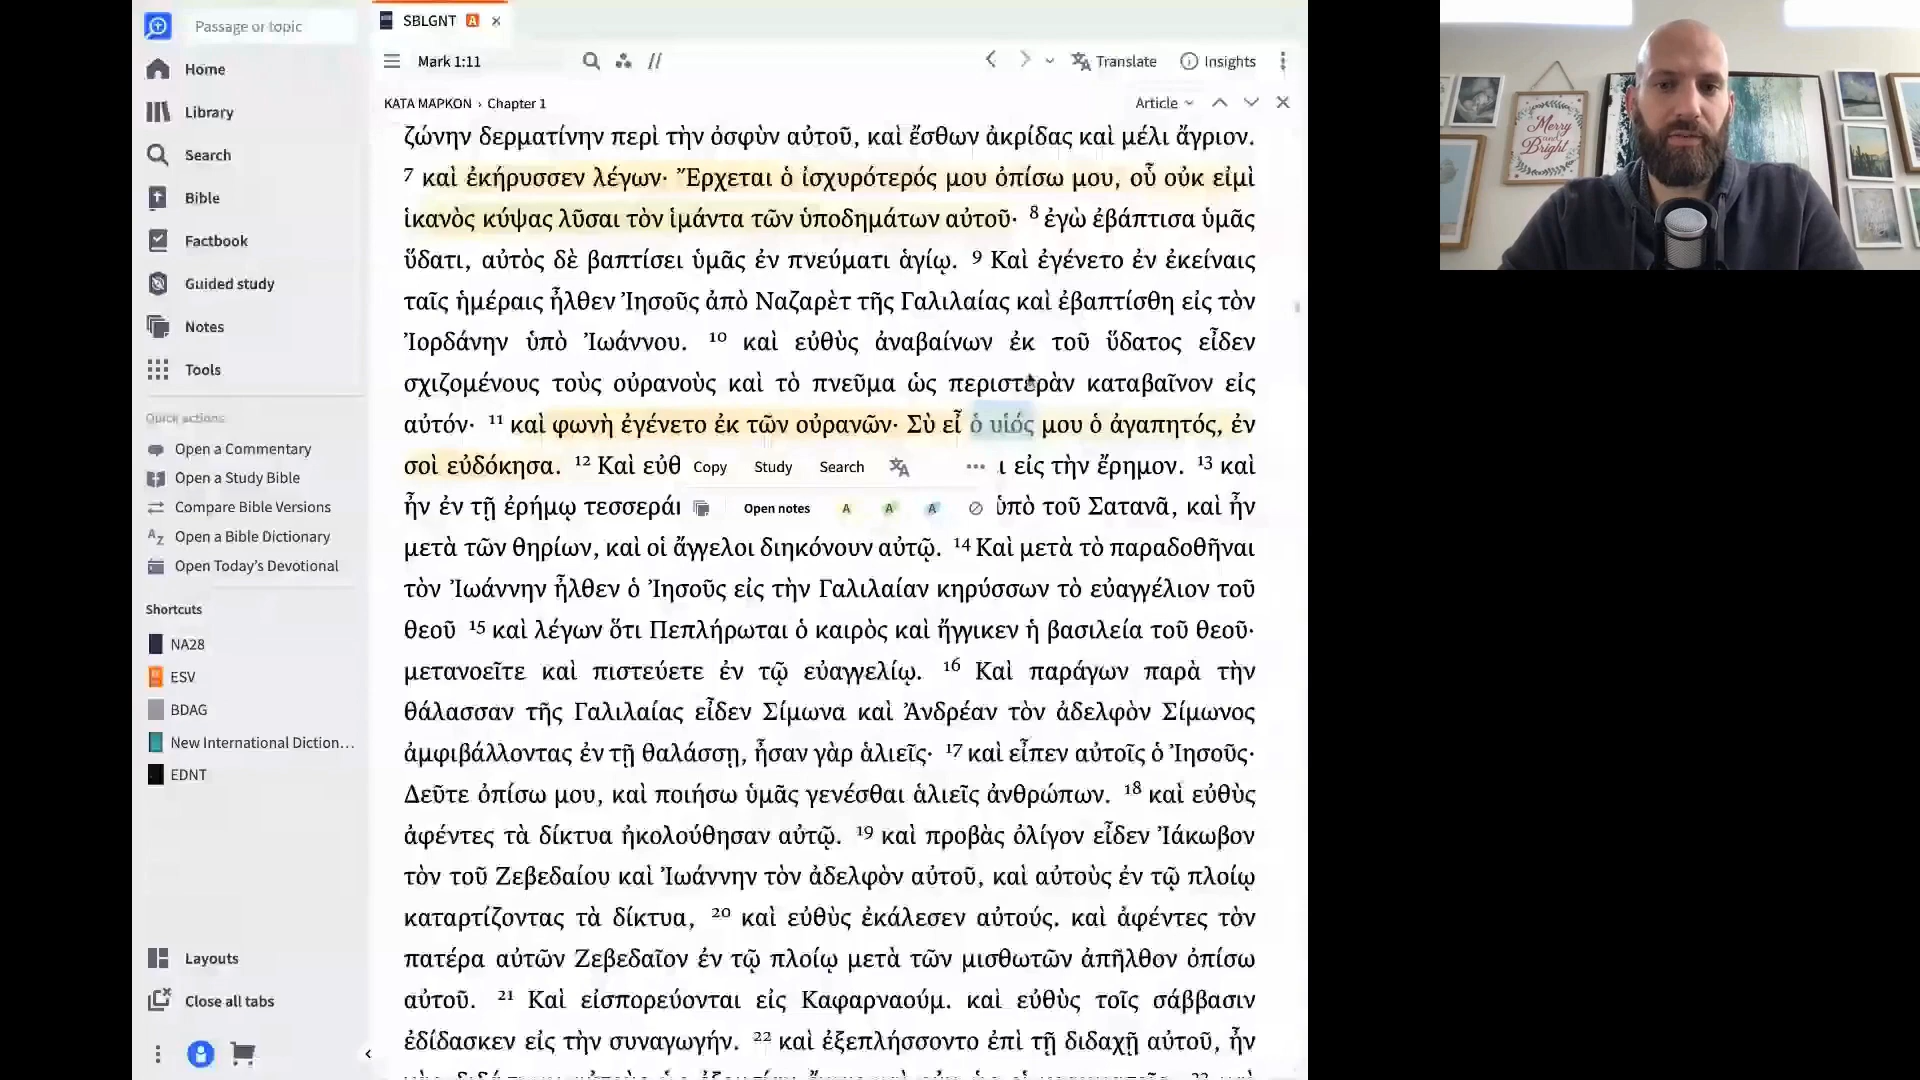 Passage or topic
Home
Library
Search
Bible
Factbook
Guided study
Notes
Tools
Quick actions
Open a Commentary
Open a Study Bible
Compare Bible Versions
Open a Bible Dictionary
Open Today's Devotional
Shortcuts
NA28
ESV
BDAG
New International Diction…
EDNT
Layouts
Close all tabs
SBLGNT A
Mark 1:11
Translate
Insights
ΚΑΤΑ ΜΑΡΚΟΝ › Chapter 1
Article
ζώνην δερματίνην περὶ τὴν ὀσφὺν αὐτοῦ, καὶ ἔσθων ἀκρίδας καὶ μέλι ἄγριον.
7 καὶ ἐκήρυσσεν λέγων· Ἔρχεται ὁ ἰσχυρότερός μου ὀπίσω μου, οὗ οὐκ εἰμὶ
ἱκανὸς κύψας λῦσαι τὸν ἱμάντα τῶν ὑποδημάτων αὐτοῦ· 8 ἐγὼ ἐβάπτισα ὑμᾶς
ὕδατι, αὐτὸς δὲ βαπτίσει ὑμᾶς ἐν πνεύματι ἁγίῳ. 9 Καὶ ἐγένετο ἐν ἐκείναις
ταῖς ἡμέραις ἦλθεν Ἰησοῦς ἀπὸ Ναζαρὲτ τῆς Γαλιλαίας καὶ ἐβαπτίσθη εἰς τὸν
Ἰορδάνην ὑπὸ Ἰωάννου. 10 καὶ εὐθὺς ἀναβαίνων ἐκ τοῦ ὕδατος εἶδεν
σχιζομένους τοὺς οὐρανοὺς καὶ τὸ πνεῦμα ὡς περιστερὰν καταβαῖνον εἰς
αὐτόν· 11 καὶ φωνὴ ἐγένετο ἐκ τῶν οὐρανῶν· Σὺ εἶ ὁ υἱός μου ὁ ἀγαπητός, ἐν
σοὶ εὐδόκησα. 12 Καὶ εὐθ ι εἰς τὴν ἔρημον. 13 καὶ
Copy Study Search
ἦν ἐν τῇ ἐρήμῳ τεσσερά ὑπὸ τοῦ Σατανᾶ, καὶ ἦν
Open notes A A A
μετὰ τῶν θηρίων, καὶ οἱ ἄγγελοι διηκόνουν αὐτῷ. 14 Καὶ μετὰ τὸ παραδοθῆναι
τὸν Ἰωάννην ἦλθεν ὁ Ἰησοῦς εἰς τὴν Γαλιλαίαν κηρύσσων τὸ εὐαγγέλιον τοῦ
θεοῦ 15 καὶ λέγων ὅτι Πεπλήρωται ὁ καιρὸς καὶ ἤγγικεν ἡ βασιλεία τοῦ θεοῦ·
μετανοεῖτε καὶ πιστεύετε ἐν τῷ εὐαγγελίῳ. 16 Καὶ παράγων παρὰ τὴν
θάλασσαν τῆς Γαλιλαίας εἶδεν Σίμωνα καὶ Ἀνδρέαν τὸν ἀδελφὸν Σίμωνος
ἀμφιβάλλοντας ἐν τῇ θαλάσσῃ, ἦσαν γὰρ ἁλιεῖς· 17 καὶ εἶπεν αὐτοῖς ὁ Ἰησοῦς·
Δεῦτε ὀπίσω μου, καὶ ποιήσω ὑμᾶς γενέσθαι ἁλιεῖς ἀνθρώπων. 18 καὶ εὐθὺς
ἀφέντες τὰ δίκτυα ἠκολούθησαν αὐτῷ. 19 καὶ προβὰς ὀλίγον εἶδεν Ἰάκωβον
τὸν τοῦ Ζεβεδαίου καὶ Ἰωάννην τὸν ἀδελφὸν αὐτοῦ, καὶ αὐτοὺς ἐν τῷ πλοίῳ
καταρτίζοντας τὰ δίκτυα, 20 καὶ εὐθὺς ἐκάλεσεν αὐτούς. καὶ ἀφέντες τὸν
πατέρα αὐτῶν Ζεβεδαῖον ἐν τῷ πλοίῳ μετὰ τῶν μισθωτῶν ἀπῆλθον ὀπίσω
αὐτοῦ. 21 Καὶ εἰσπορεύονται εἰς Καφαρναούμ. καὶ εὐθὺς τοῖς σάββασιν
ἐδίδασκεν εἰς τὴν συναγωγήν. 22 καὶ ἐξεπλήσσοντο ἐπὶ τῇ διδαχῇ αὐτοῦ, ἦν
Merry
and
Bright